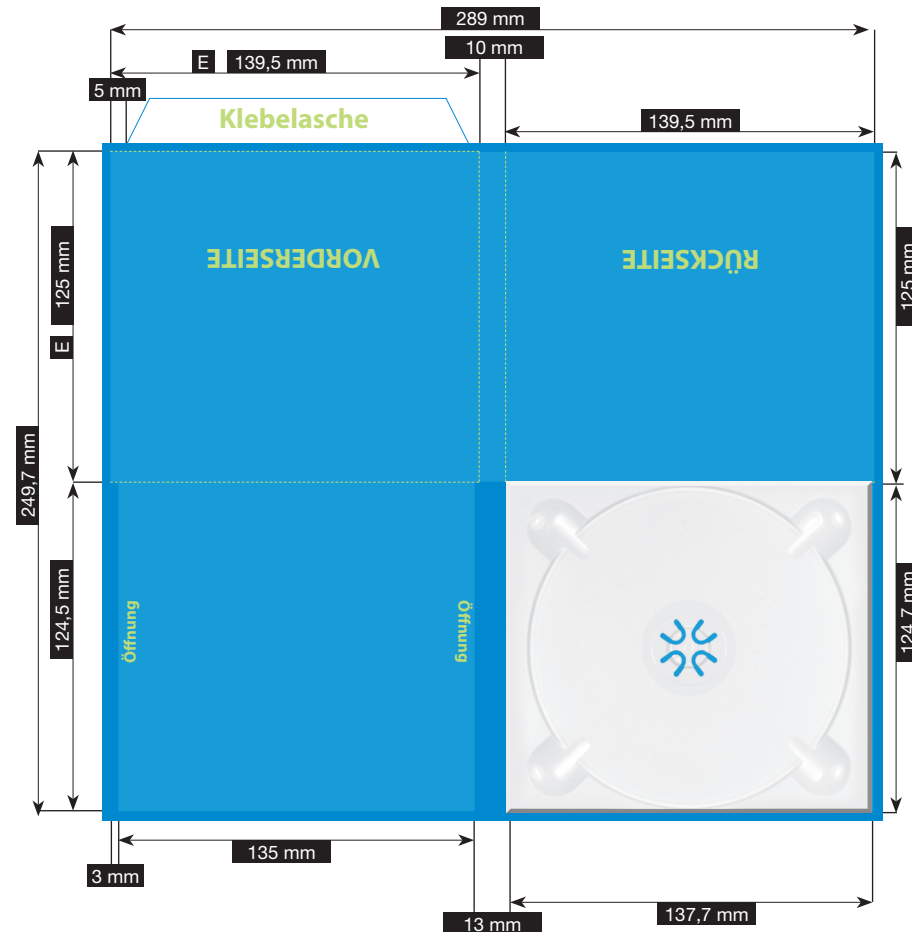 289 mm
10 mm
E 139,5 mm
5 mm
Klebelasche
139,5 mm
VORDERSEITE
RÜCKSEITE
125 mm
E
125 mm
249,7 mm
124,5 mm
Öffnung
Öffnung
124,7 mm
135 mm
3 mm
13 mm
137,7 mm